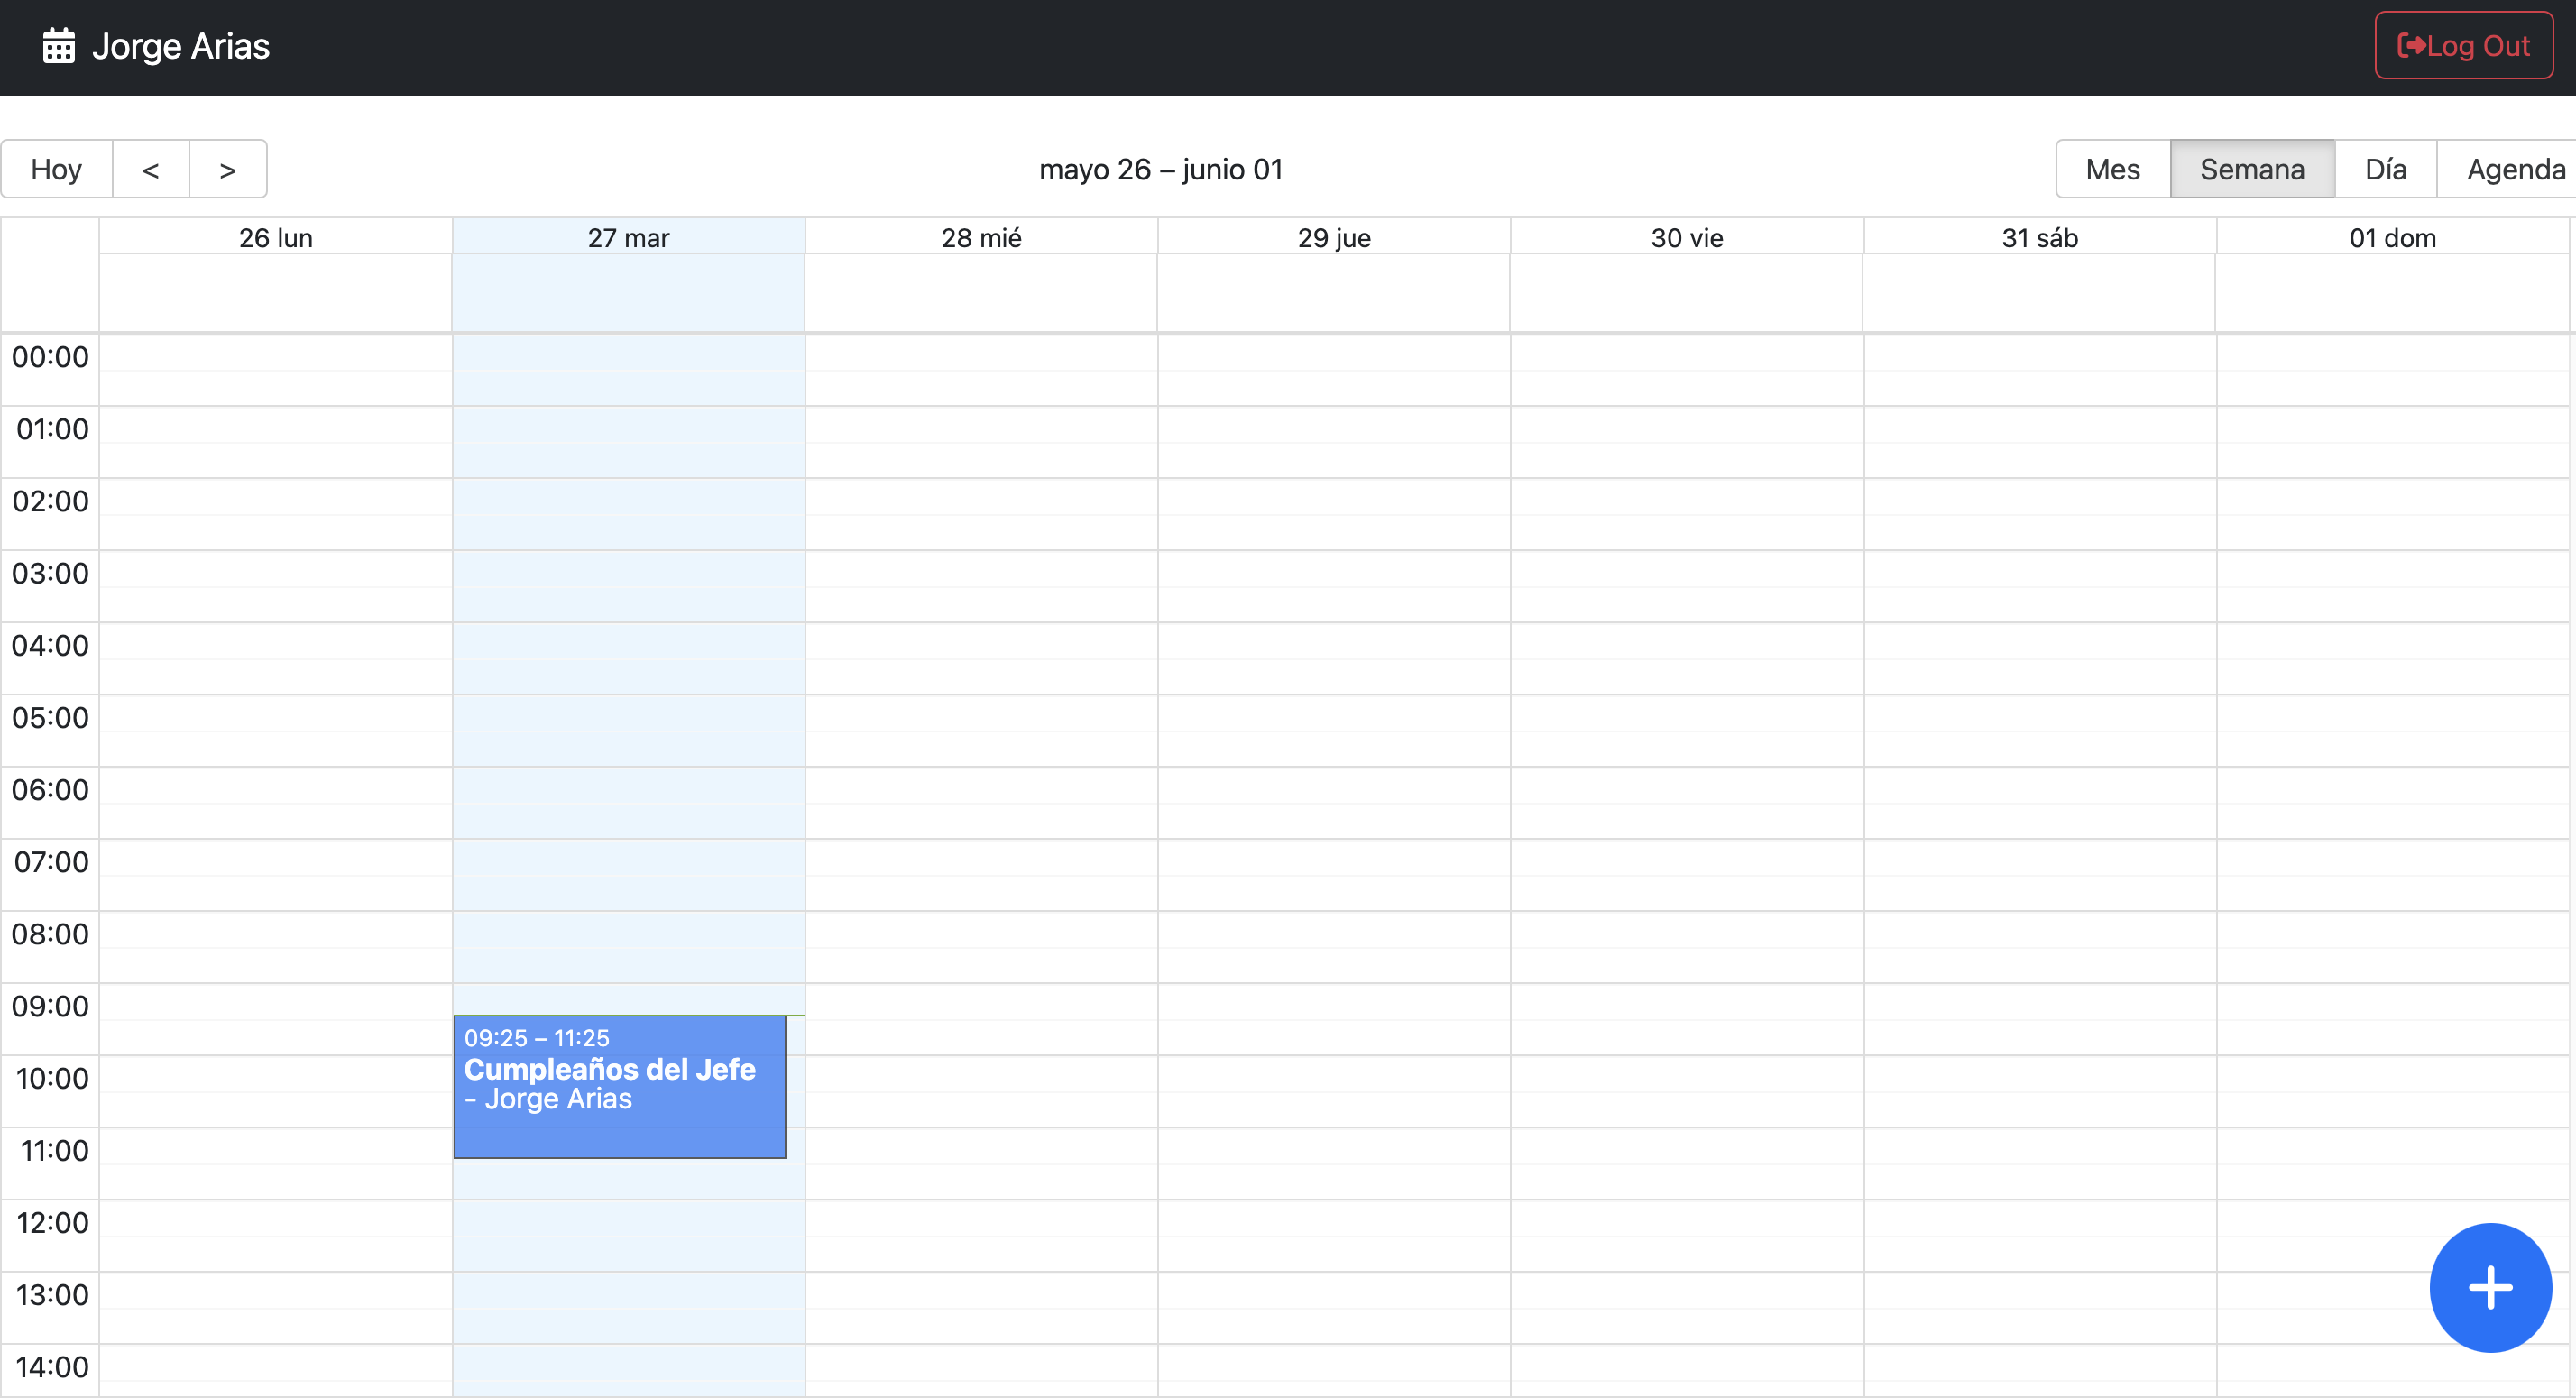 Jorge Arias
Log Out
Hoy < >
mayo 26 – junio 01
Mes Semana Día Agenda
26 lun 27 mar 28 mié 29 jue 30 vie 31 sáb 01 dom
00:00
01:00
02:00
03:00
04:00
05:00
06:00
07:00
08:00
09:00
09:25 – 11:25
Cumpleaños del Jefe
- Jorge Arias
10:00
11:00
12:00
13:00
14:00